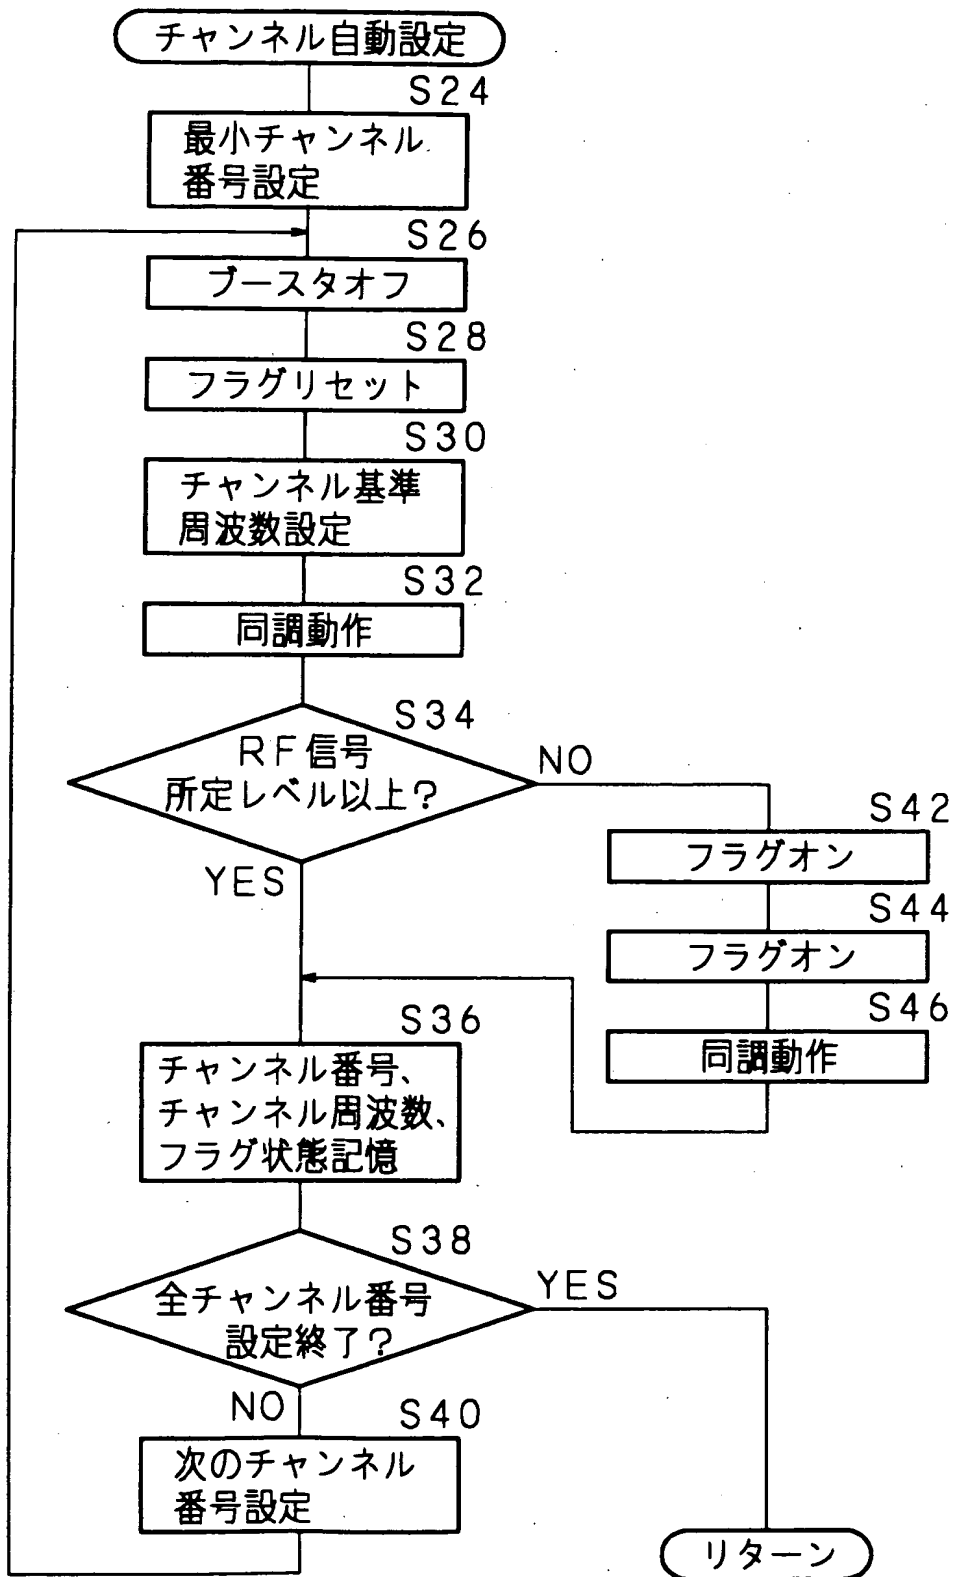 チャンネル自動設定
S24
最小チャンネル
番号設定
S26
ブースタオフ
S28
フラグリセット
S30
チャンネル基準
周波数設定
S32
同調動作
S34
RF信号
所定レベル以上?
NO
YES
S42
フラグオン
S44
フラグオン
S46
同調動作
S36
チャンネル番号、
チャンネル周波数、
フラグ状態記憶
S38
全チャンネル番号
設定終了?
YES
NO
S40
次のチャンネル
番号設定
リターン